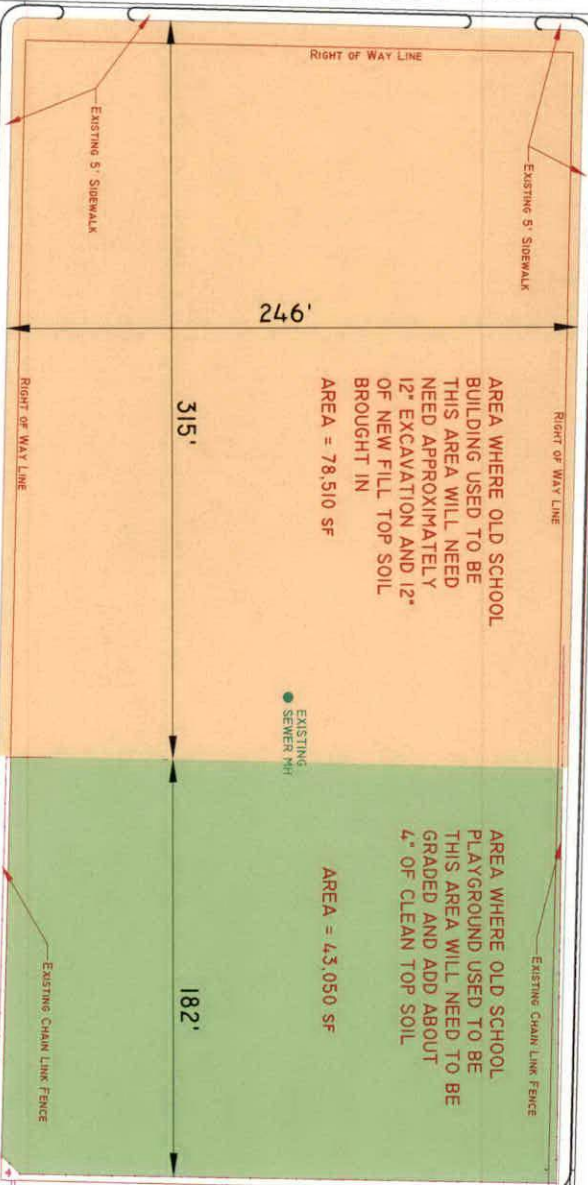 RIGHT OF WAY LINE
EXISTING 5' SIDEWALK
EXISTING 5' SIDEWALK
246'
315'
RIGHT OF WAY LINE
RIGHT OF WAY LINE
AREA WHERE OLD SCHOOL
BUILDING USED TO BE
THIS AREA WILL NEED
NEED APPROXIMATELY
12" EXCAVATION AND 12"
OF NEW FILL TOP SOIL
BROUGHT IN
AREA = 78,510 SF
EXISTING
SEWER MH
AREA WHERE OLD SCHOOL
PLAYGROUND USED TO BE
THIS AREA WILL NEED TO BE
GRADED AND ADD ABOUT
4" OF CLEAN TOP SOIL
AREA = 43,050 SF
182'
EXISTING CHAIN LINK FENCE
EXISTING CHAIN LINK FENCE